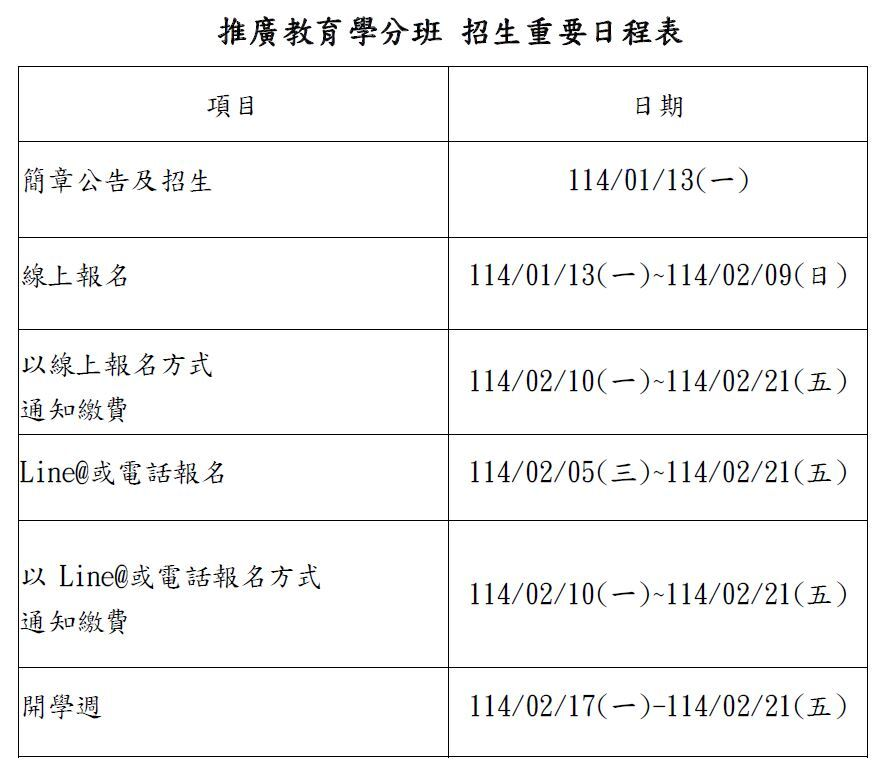 推廣教育學分班 招生重要日程表
項目 日期
簡章公告及招生 114/01/13(一)
線上報名 114/01/13(一)~114/02/09(日)
以線上報名方式
通知繳費 114/02/10(一)~114/02/21(五)
Line@或電話報名 114/02/05(三)~114/02/21(五)
以 Line@或電話報名方式
通知繳費 114/02/10(一)~114/02/21(五)
開學週 114/02/17(一)-114/02/21(五)